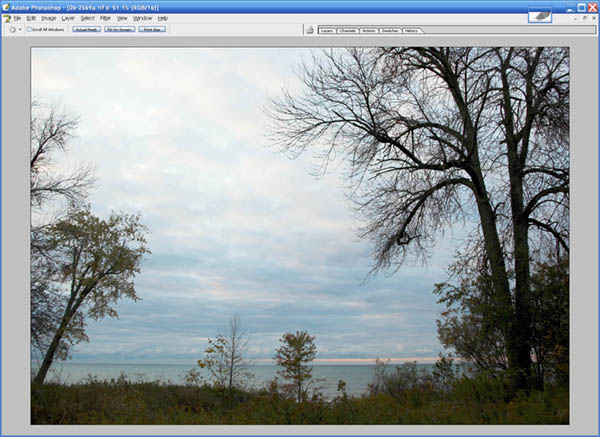 Adobe Photoshop - [06-2569a.tif @ 51.1% (RGB/16)]
File Edit Image Layer Select Filter View Window Help
Scroll All Windows Actual Pixels Fit On Screen Print Size Layers Channels Actions Swatches History